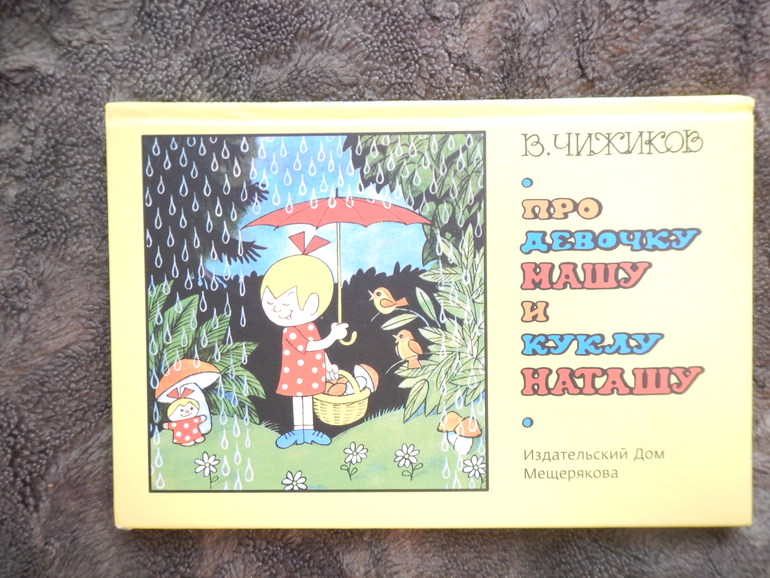 В. ЧИЖИКОВ
ПРО
ДЕВОЧКУ
МАШУ
И
КУКЛУ
НАТАШУ
Издательский Дом
Мещерякова